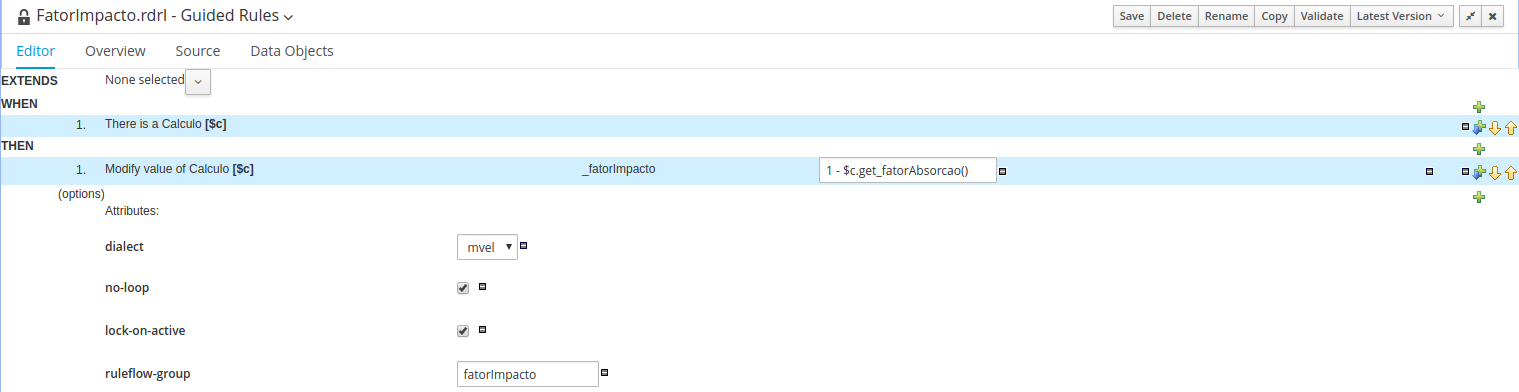 FatorImpacto.rdrl - Guided Rules
Save Delete Rename Copy Validate Latest Version
Editor Overview Source Data Objects
EXTENDS None selected
WHEN
1. There is a Calculo [$c]
THEN
1. Modify value of Calculo [$c] _fatorImpacto 1 - $c.get_fatorAbsorcao()
(options)
Attributes:
dialect mvel
no-loop
lock-on-active
ruleflow-group fatorImpacto